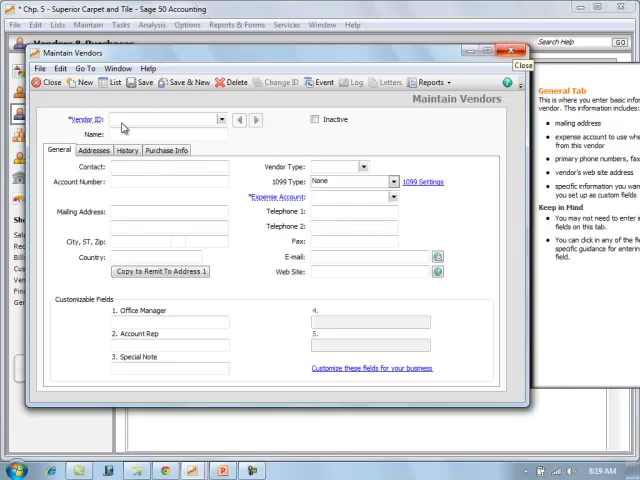 * Chp. 5 - Superior Carpet and Tile - Sage 50 Accounting
File Edit Lists Maintain Tasks Analysis Options Reports & Forms Services Window Help
Search Help GO
Maintain Vendors
Close
File Edit Go To Window Help
Close New List Save Save & New Delete Change ID Event Log Letters Reports
Maintain Vendors
*Vendor ID:
Inactive
Name:
General Addresses History Purchase Info
Contact:
Vendor Type:
Account Number:
1099 Type: None 1099 Settings
*Expense Account:
Mailing Address:
Telephone 1:
Telephone 2:
City, ST, Zip:
Fax:
Country:
E-mail:
Copy to Remit To Address 1
Web Site:
Customizable Fields
1. Office Manager
4.
2. Account Rep
5.
3. Special Note
Customize these fields for your business
General Tab
This is where you enter basic infor
vendor. This information includes:
• mailing address
• expense account to use wh
from this vendor
• primary phone numbers, fa
• vendor's web site address
• specific information you wan
you set up as custom fields
Keep in Mind
• You may not need to enter in
fields on this tab.
• You can click in any of the fiel
specific guidance for entering
field.
8:19 AM